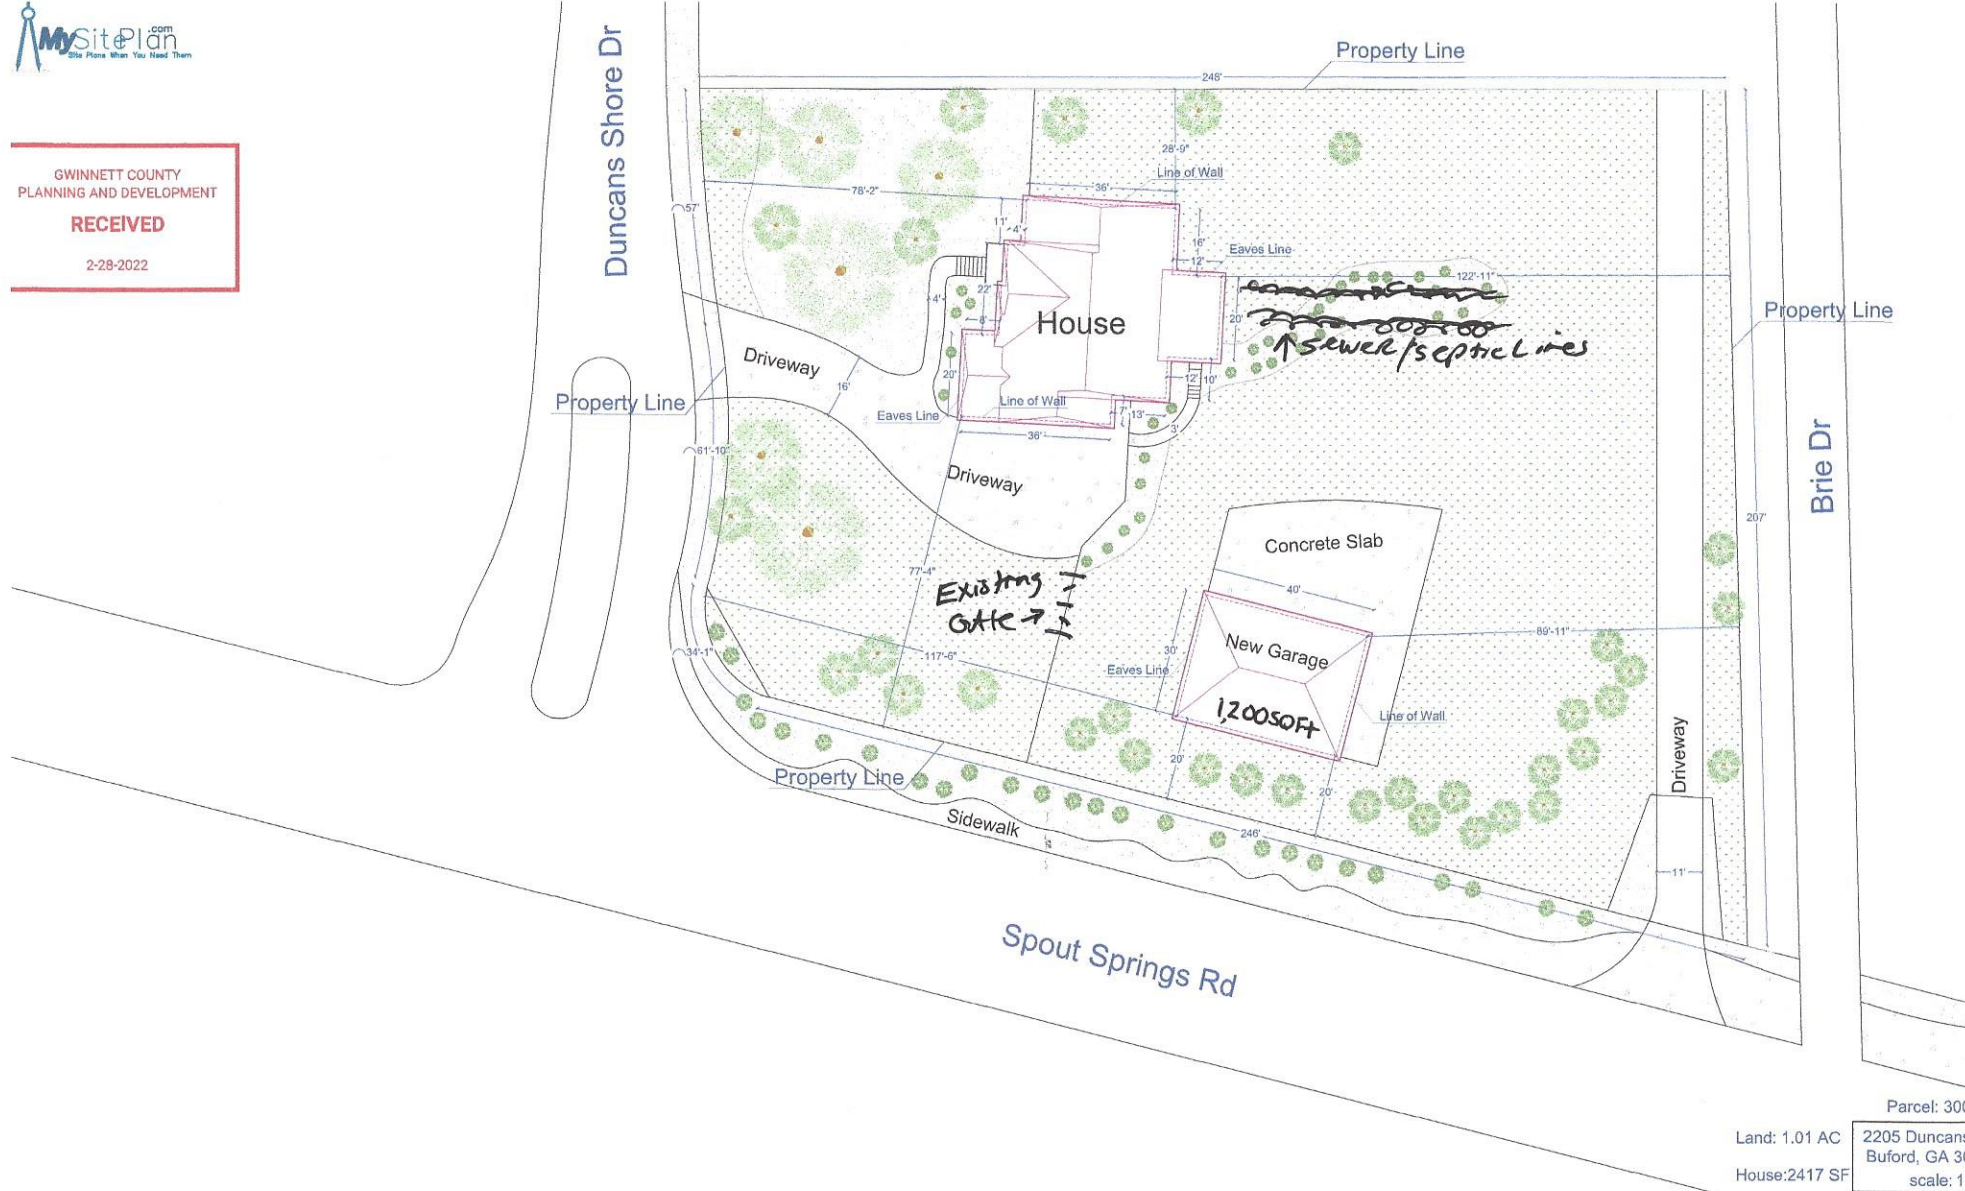 MySitePlan.com
Site Plans When You Need Them
GWINNETT COUNTY
PLANNING AND DEVELOPMENT
RECEIVED
2-28-2022
Duncans Shore Dr
Property Line
248'
28'-9"
Line of Wall
36'
78'-2"
57'
11'
4'
16'
12'
Eaves Line
122'-11"
22'
4'
8'
House
20'
Sewer/septic Lines
Property Line
Driveway
16'
20'
12'
10'
Property Line
Eaves Line
Line of Wall
7'
13'
3'
36'
61'-10"
Driveway
Brie Dr
207'
Concrete Slab
77'-4"
Existing
Gate
40'
89'-11"
New Garage
30'
34'-1"
117'-6"
Eaves Line
1,200SQFt
Line of Wall
20'
20'
Driveway
Property Line
Sidewalk
246'
11'
Spout Springs Rd
Parcel: 300
Land: 1.01 AC
2205 Duncans
Buford, GA 30
House:2417 SF
scale: 1